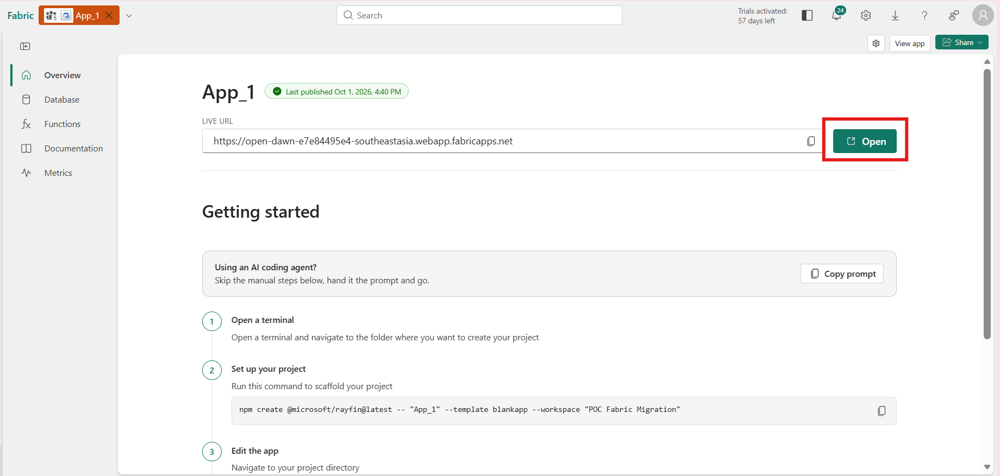 Fabric
5
App_1
Search
Trials activated:
57 days left
24
View app
Share
Overview
Database
Functions
Documentation
Metrics
App_1
Last published Oct 1, 2026, 4:40 PM
LIVE URL
https://open-dawn-e7e84495e4-southeastasia.webapp.fabricapps.net
Open
Getting started
Using an AI coding agent?
Skip the manual steps below, hand it the prompt and go.
Copy prompt
1
Open a terminal
Open a terminal and navigate to the folder where you want to create your project
2
Set up your project
Run this command to scaffold your project
npm create @microsoft/rayfin@latest -- "App_1" --template blankapp --workspace "POC Fabric Migration"
3
Edit the app
Navigate to your project directory